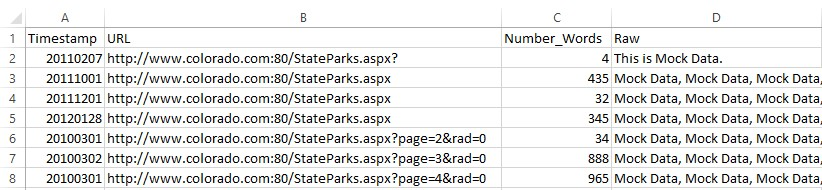 A B C D
1 Timestamp URL Number_Words Raw
2 20110207 http://www.colorado.com:80/StateParks.aspx? 4 This is Mock Data.
3 20111001 http://www.colorado.com:80/StateParks.aspx 435 Mock Data, Mock Data, Mock Data,
4 20111201 http://www.colorado.com:80/StateParks.aspx 32 Mock Data, Mock Data, Mock Data,
5 20120128 http://www.colorado.com:80/StateParks.aspx 345 Mock Data, Mock Data, Mock Data,
6 20100301 http://www.colorado.com:80/StateParks.aspx?page=2&rad=0 34 Mock Data, Mock Data, Mock Data,
7 20100302 http://www.colorado.com:80/StateParks.aspx?page=3&rad=0 888 Mock Data, Mock Data, Mock Data,
8 20100301 http://www.colorado.com:80/StateParks.aspx?page=4&rad=0 965 Mock Data, Mock Data, Mock Data,